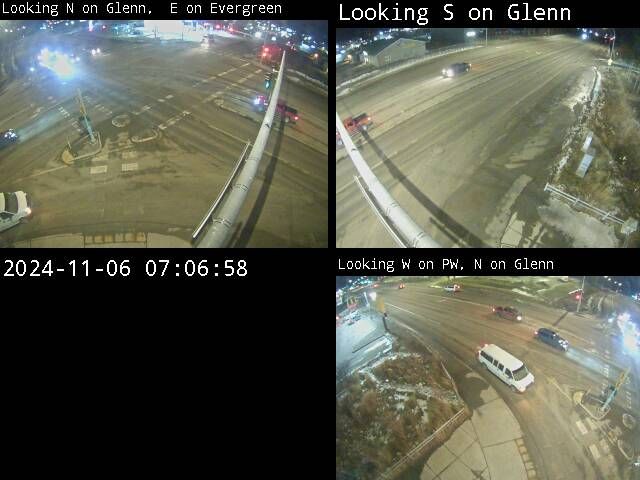 Looking N on Glenn,  E on Evergreen
Looking S on Glenn
2024-11-06 07:06:58
Looking W on PW, N on Glenn